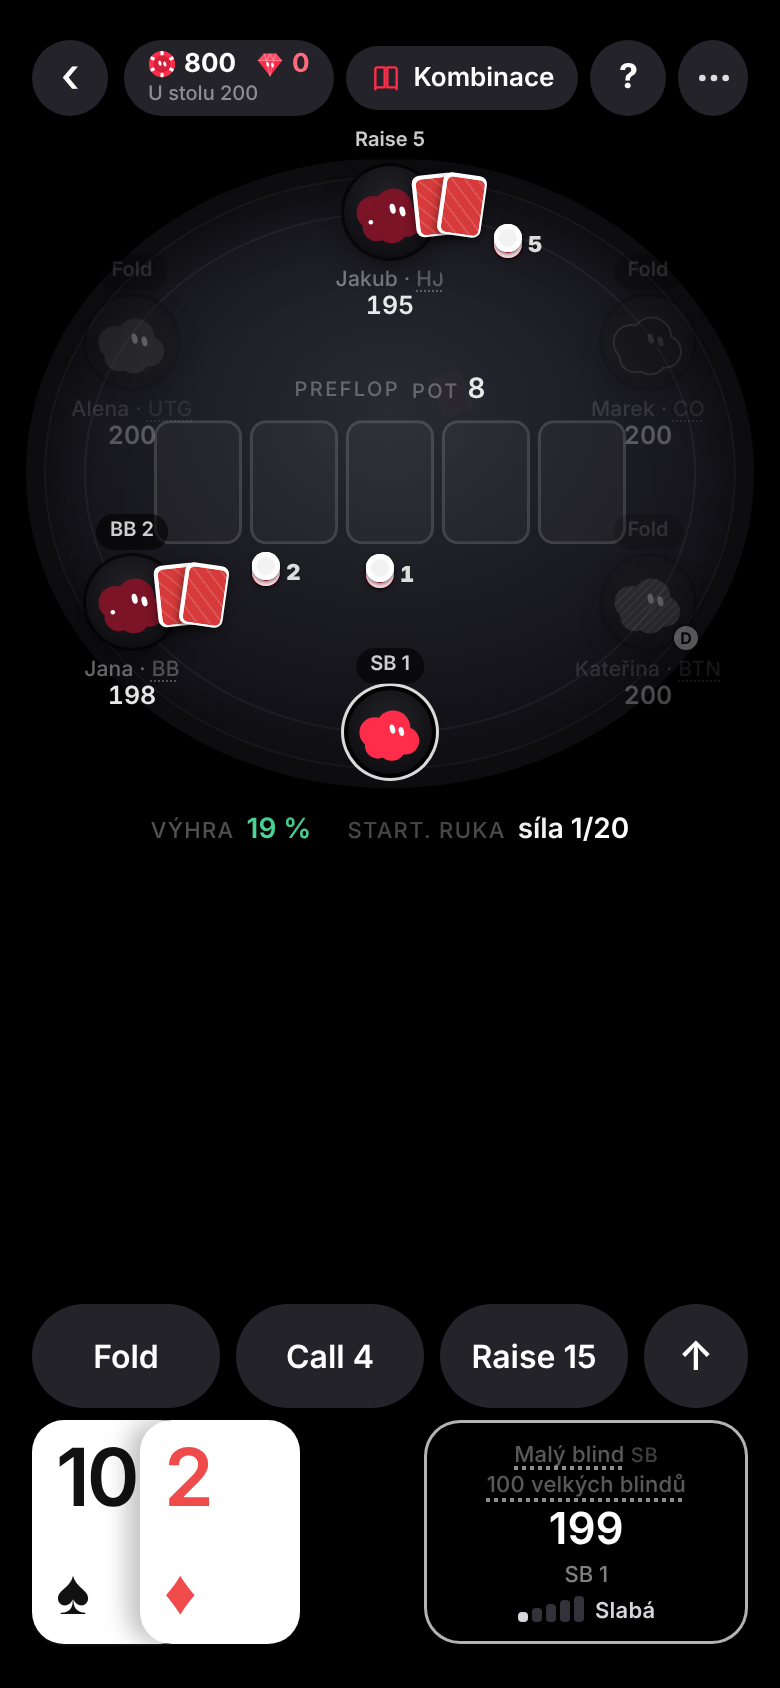 800 0
U stolu 200
Kombinace
?
Raise 5
5
Jakub · HJ
195
Fold
Fold
Alena · UTG
200
Marek · CO
200
PREFLOP POT 8
BB 2
Fold
2
1
D
Jana · BB
198
SB 1
Kateřina · BTN
200
VÝHRA 19 % START. RUKA síla 1/20
Fold
Call 4
Raise 15
10
2
Malý blind SB
100 velkých blindů
199
SB 1
Slabá